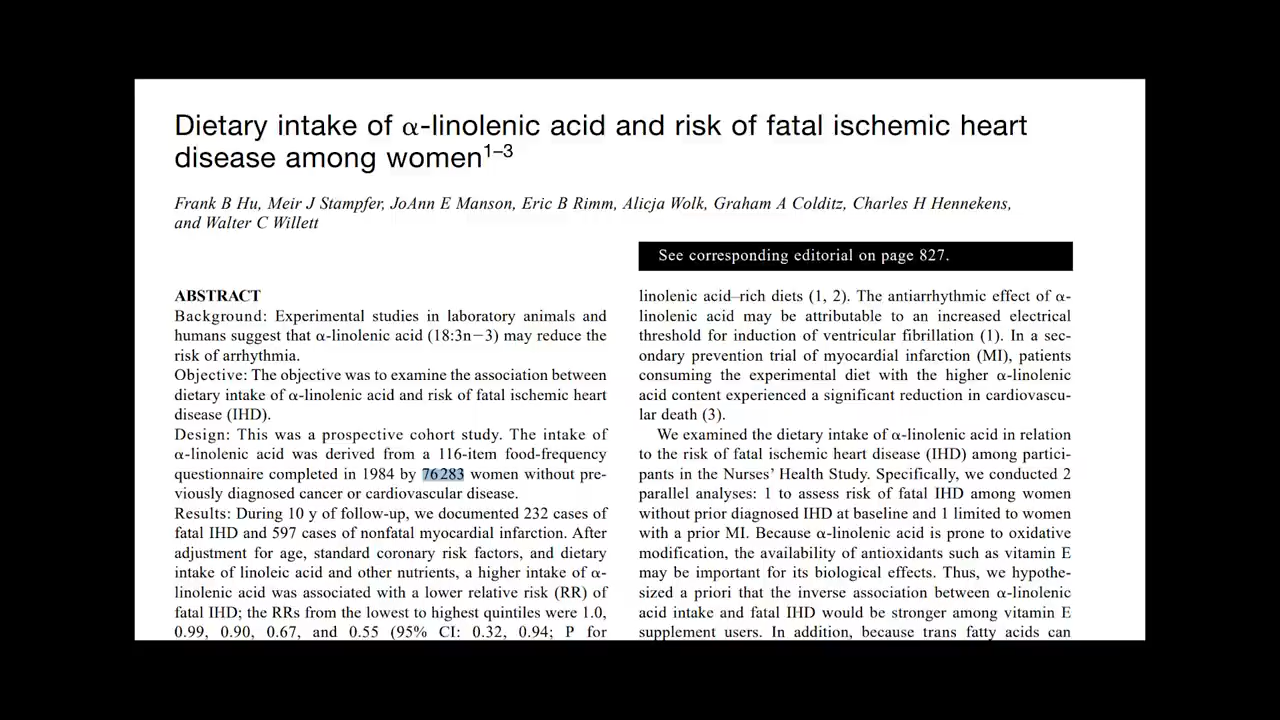 Dietary intake of α-linolenic acid and risk of fatal ischemic heart
disease among women1–3
Frank B Hu, Meir J Stampfer, JoAnn E Manson, Eric B Rimm, Alicja Wolk, Graham A Colditz, Charles H Hennekens,
and Walter C Willett
See corresponding editorial on page 827.
ABSTRACT
Background: Experimental studies in laboratory animals and
humans suggest that α-linolenic acid (18:3n−3) may reduce the
risk of arrhythmia.
Objective: The objective was to examine the association between
dietary intake of α-linolenic acid and risk of fatal ischemic heart
disease (IHD).
Design: This was a prospective cohort study. The intake of
α-linolenic acid was derived from a 116-item food-frequency
questionnaire completed in 1984 by 76283 women without pre-
viously diagnosed cancer or cardiovascular disease.
Results: During 10 y of follow-up, we documented 232 cases of
fatal IHD and 597 cases of nonfatal myocardial infarction. After
adjustment for age, standard coronary risk factors, and dietary
intake of linoleic acid and other nutrients, a higher intake of α-
linolenic acid was associated with a lower relative risk (RR) of
fatal IHD; the RRs from the lowest to highest quintiles were 1.0,
0.99, 0.90, 0.67, and 0.55 (95% CI: 0.32, 0.94; P for
linolenic acid–rich diets (1, 2). The antiarrhythmic effect of α-
linolenic acid may be attributable to an increased electrical
threshold for induction of ventricular fibrillation (1). In a sec-
ondary prevention trial of myocardial infarction (MI), patients
consuming the experimental diet with the higher α-linolenic
acid content experienced a significant reduction in cardiovascu-
lar death (3).
We examined the dietary intake of α-linolenic acid in relation
to the risk of fatal ischemic heart disease (IHD) among partici-
pants in the Nurses’ Health Study. Specifically, we conducted 2
parallel analyses: 1 to assess risk of fatal IHD among women
without prior diagnosed IHD at baseline and 1 limited to women
with a prior MI. Because α-linolenic acid is prone to oxidative
modification, the availability of antioxidants such as vitamin E
may be important for its biological effects. Thus, we hypothe-
sized a priori that the inverse association between α-linolenic
acid intake and fatal IHD would be stronger among vitamin E
supplement users. In addition, because trans fatty acids can